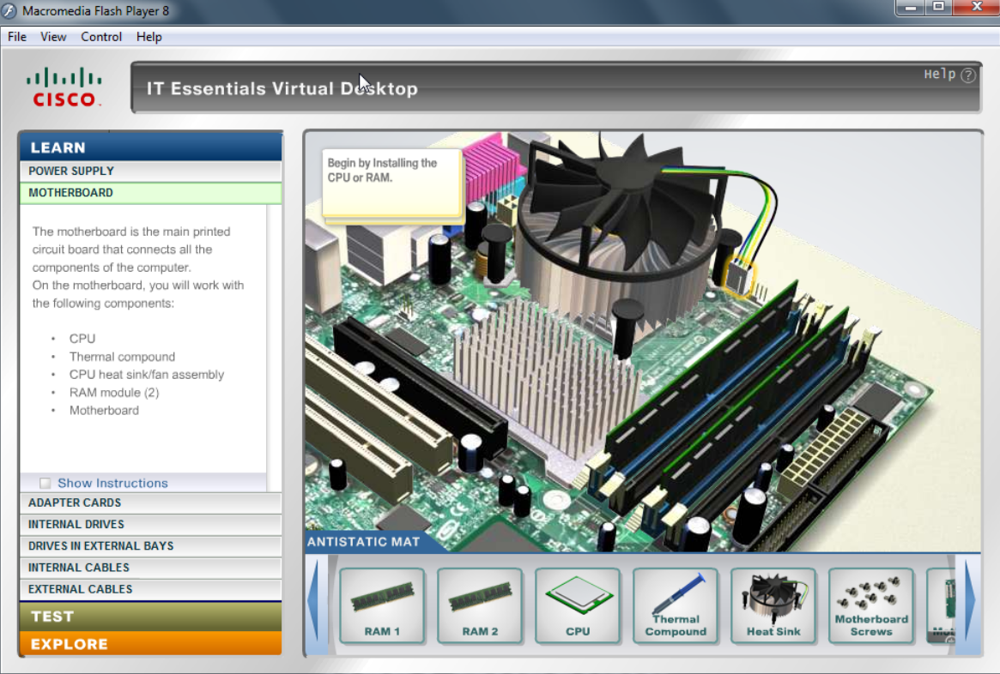 Macromedia Flash Player 8
File View Control Help
CISCO
IT Essentials Virtual Desktop
Help ?
LEARN
POWER SUPPLY
MOTHERBOARD
The motherboard is the main printed
circuit board that connects all the
components of the computer.
On the motherboard, you will work with
the following components:
• CPU
• Thermal compound
• CPU heat sink/fan assembly
• RAM module (2)
• Motherboard
Show Instructions
ADAPTER CARDS
INTERNAL DRIVES
DRIVES IN EXTERNAL BAYS
INTERNAL CABLES
EXTERNAL CABLES
TEST
EXPLORE
Begin by Installing the
CPU or RAM.
ANTISTATIC MAT
RAM 1
RAM 2
CPU
Thermal
Compound
Heat Sink
Motherboard
Screws